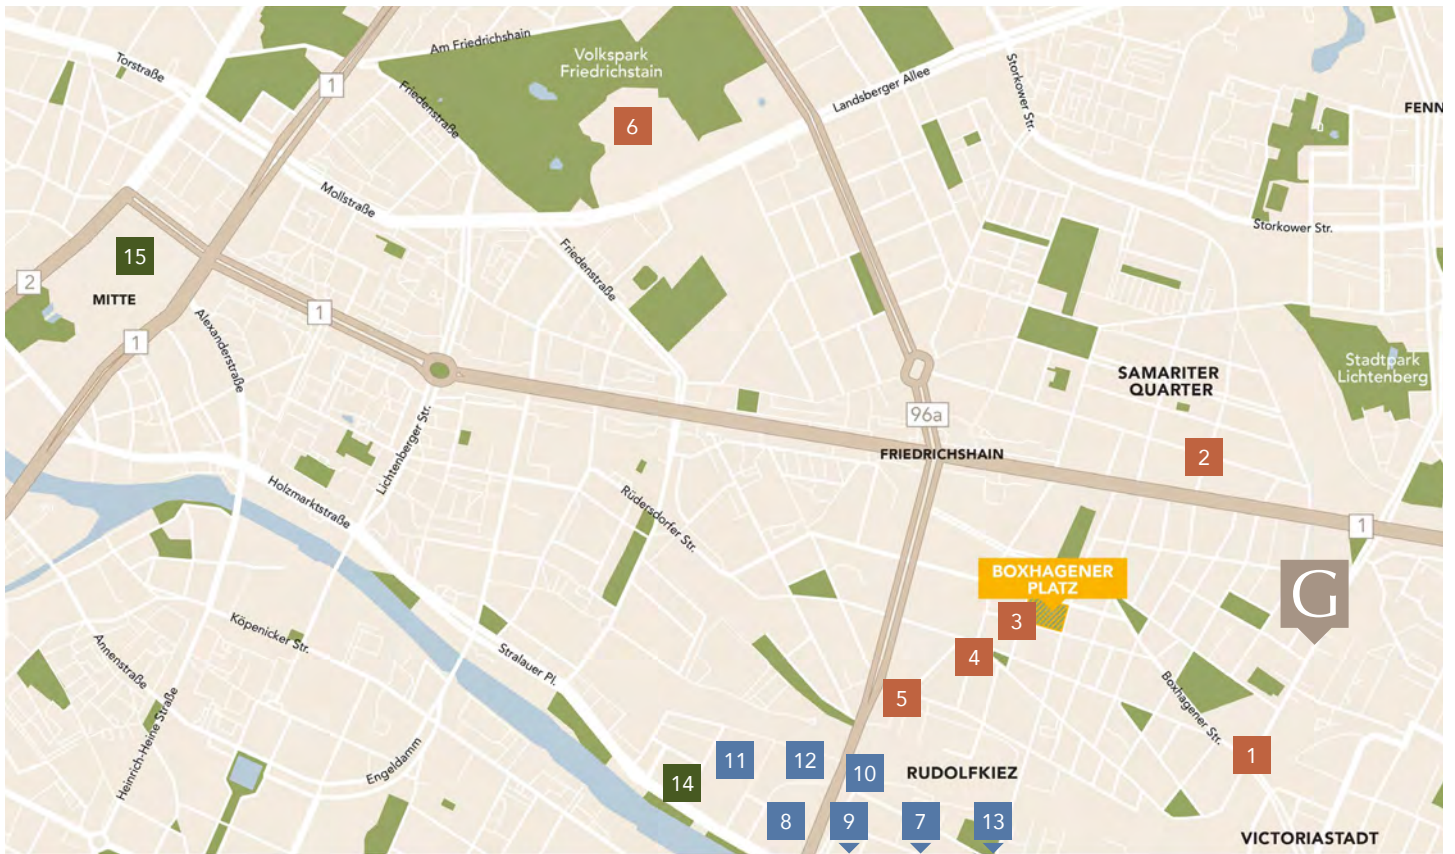 Am Friedrichshain
Volkspark
Friedrichstain
Torstraße
1
Friedenstraße
6
Landsberger Allee
Storkower Str.
FENN
Mollstraße
Storkower Str.
15
2
MITTE
Friedenstraße
1
1
Alexanderstraße
Stadtpark
Lichtenberg
SAMARITER
QUARTER
96a
FRIEDRICHSHAIN
2
Lichtenberger Str.
Holzmarktstraße
Rüdersdorfer Str.
1
BOXHAGENER
PLATZ
G
3
Köpenicker Str.
Annenstraße
4
Stralauer Pl.
5
Boxhagener Str.
Heinrich-Heine Straße
Engeldamm
1
11
12
10
RUDOLFKIEZ
14
8
9
7
13
VICTORIASTADT